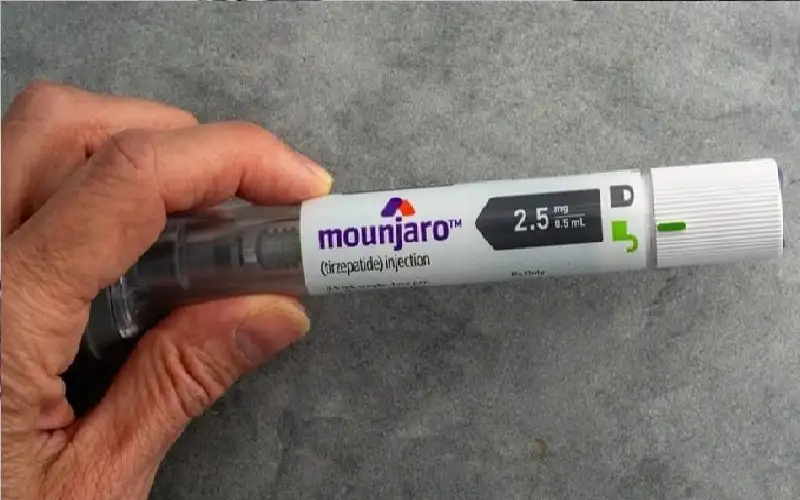 mounjaro™
(tirzepatide) injection
2.5 mg
0.5 mL
Rx Only